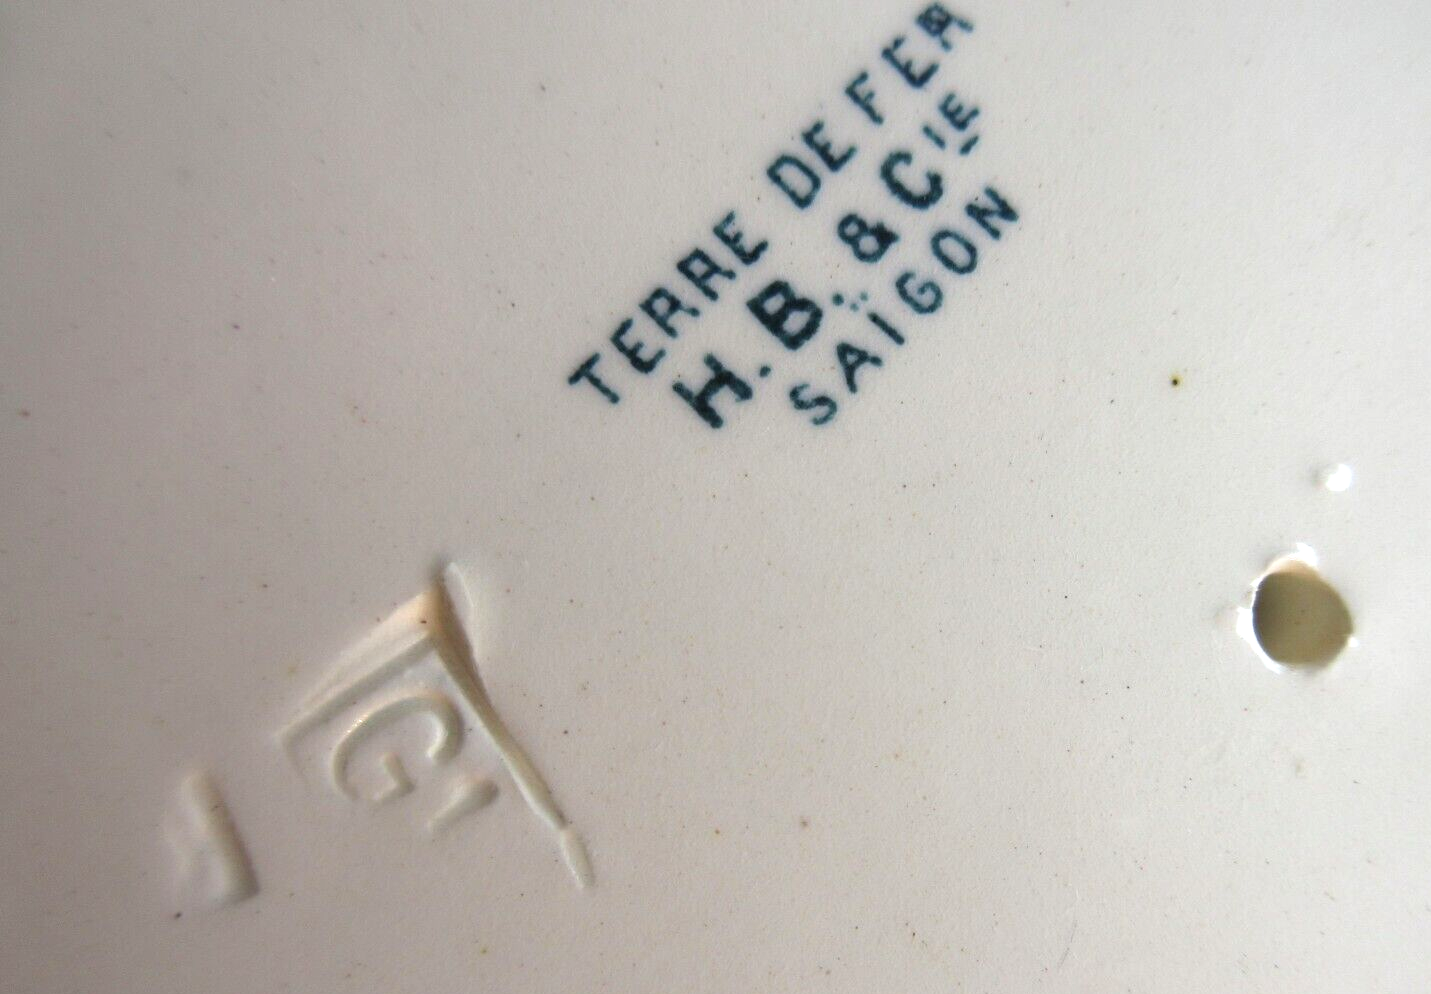 TERRE DE FER
H. B. & CIE
SAÏGON
G